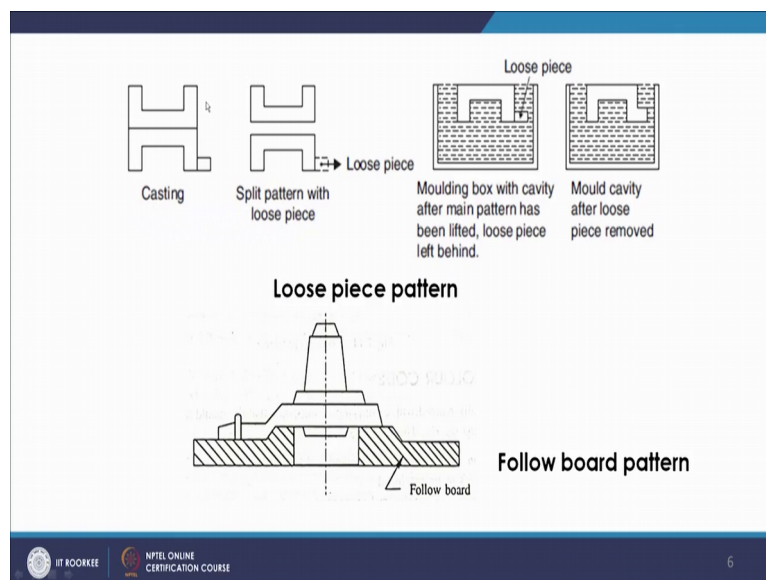 Loose piece
Loose piece
Casting
Split pattern with
loose piece
Moulding box with cavity
after main pattern has
been lifted, loose piece
left behind.
Mould cavity
after loose
piece removed
Loose piece pattern
Follow board
Follow board pattern
IIT ROORKEE
NPTEL ONLINE
CERTIFICATION COURSE
6